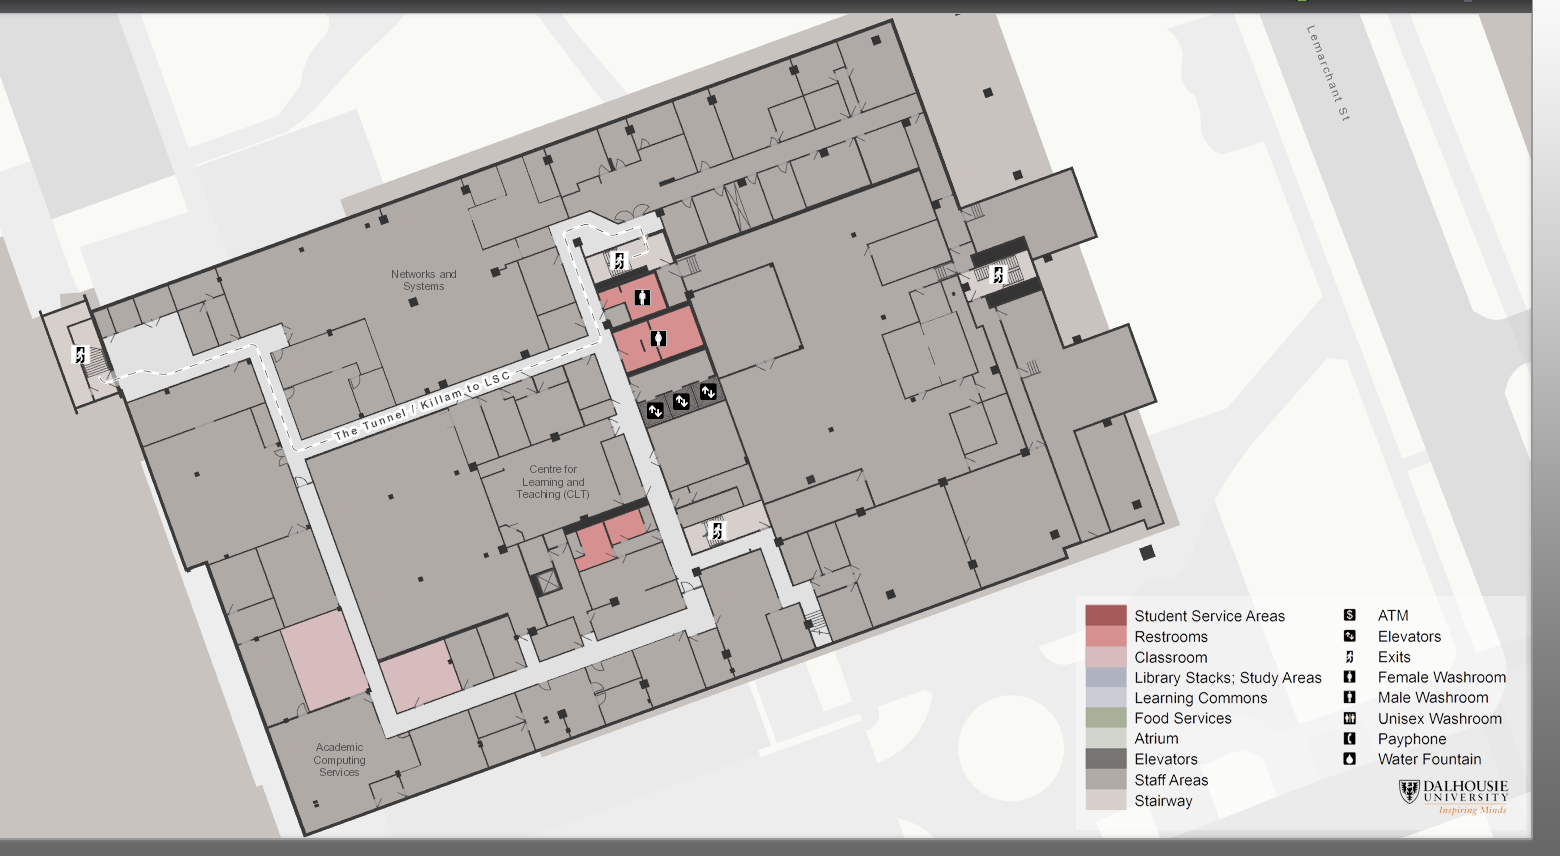 Lemarchant St
Networks and
Systems
The Tunnel / Killam to LSC
Centre for
Learning and
Teaching (CLT)
Academic
Computing
Services
Student Service Areas
Restrooms
Classroom
Library Stacks; Study Areas
Learning Commons
Food Services
Atrium
Elevators
Staff Areas
Stairway
$ ATM
Elevators
Exits
Female Washroom
Male Washroom
Unisex Washroom
Payphone
Water Fountain
DALHOUSIE
UNIVERSITY
Inspiring Minds